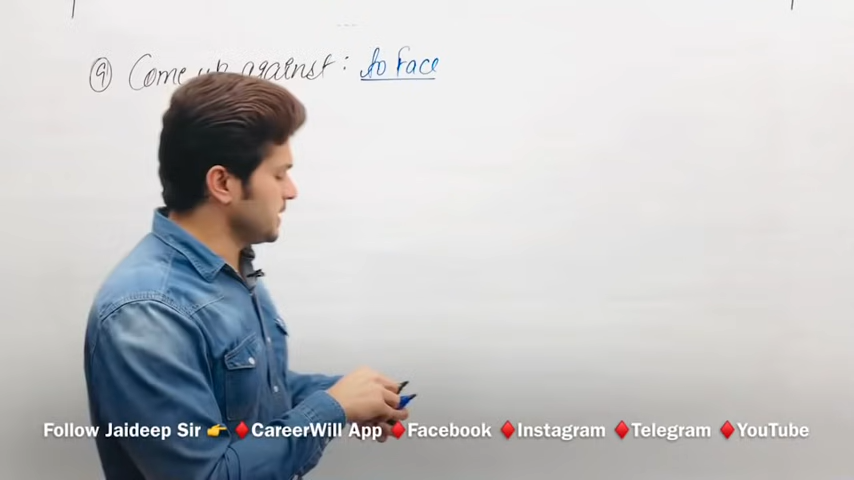 9 Come up against : to Face
Follow Jaideep Sir 👉 ♦ CareerWill App ♦ Facebook ♦ Instagram ♦ Telegram ♦ YouTube